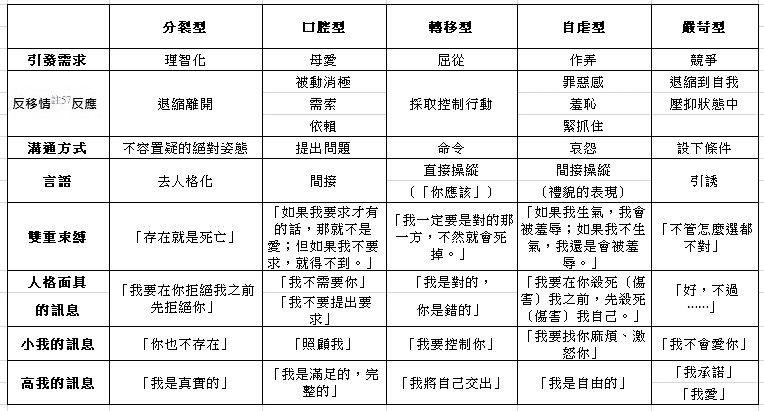 分裂型 口腔型 轉移型 自虐型 嚴苛型
引發需求 理智化 母愛 屈從 作弄 競爭
反移情註57反應 退縮離開 被動消極 採取控制行動 罪惡感 退縮到自我
需索 羞恥 壓抑狀態中
依賴 緊抓住
溝通方式 不容置疑的絕對姿態 提出問題 命令 哀怨 設下條件
言語 去人格化 間接 直接操縱 間接操縱 引誘
(「你應該」) (禮貌的表現)
雙重束縛 「存在就是死亡」 「如果我要求才有 「我一定要是對的那 「如果我生氣，我會 「不管怎麼選都
的話，那就不是 一方，不然就會死 被羞辱；如果我不生 不對」
愛；但如果我不要 掉。」 氣，我還是會被羞
求，就得不到。」 辱。」
人格面具 「我要在你拒絕我之前 「我不需要你」 「我是對的， 「我要在你殺死〔傷 「好，不過
的訊息 先拒絕你」 「我不要提出要 你是錯的」 害〕我之前，先殺死 ……」
求」 〔傷害〕我自己。」
小我的訊息 「你也不存在」 「照顧我」 「我要控制你」 「我要找你麻煩、激 「我不會愛你」
怒你」
高我的訊息 「我是真實的」 「我是滿足的，完 「我將自己交出」 「我是自由的」 「我承諾」
整的」 「我愛」